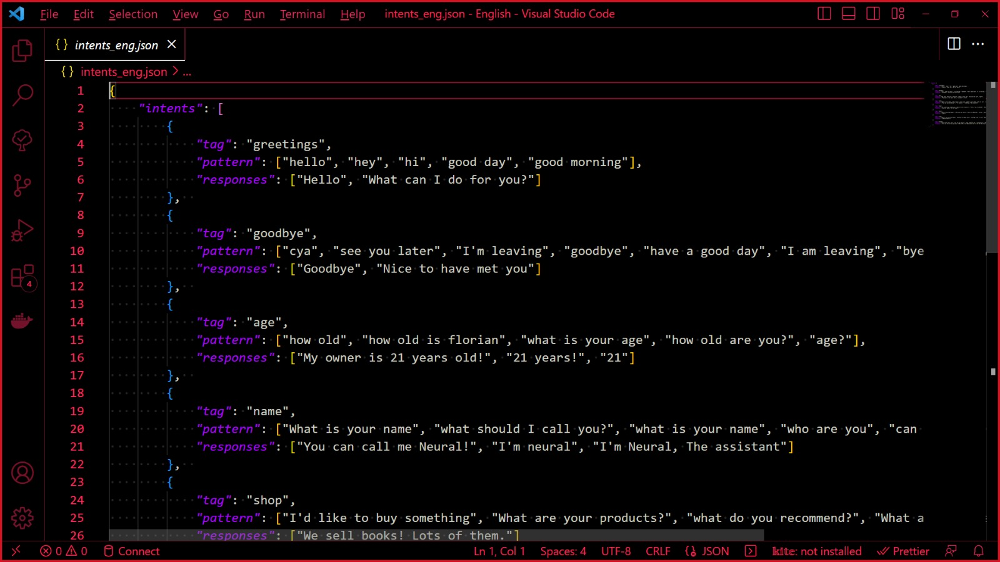 File Edit Selection View Go Run Terminal Help intents_eng.json - English - Visual Studio Code
{} intents_eng.json
{} intents_eng.json > ...
1 {
2 "intents": [
3 {
4 "tag": "greetings",
5 "pattern": ["hello", "hey", "hi", "good day", "good morning"],
6 "responses": ["Hello", "What can I do for you?"]
7 },
8 {
9 "tag": "goodbye",
10 "pattern": ["cya", "see you later", "I'm leaving", "goodbye", "have a good day", "I am leaving", "bye
11 "responses": ["Goodbye", "Nice to have met you"]
12 },
13 {
14 "tag": "age",
15 "pattern": ["how old", "how old is florian", "what is your age", "how old are you?", "age?"],
16 "responses": ["My owner is 21 years old!", "21 years!", "21"]
17 },
18 {
19 "tag": "name",
20 "pattern": ["What is your name", "what should I call you?", "what is your name", "who are you", "can
21 "responses": ["You can call me Neural!", "I'm neural", "I'm Neural, The assistant"]
22 },
23 {
24 "tag": "shop",
25 "pattern": ["I'd like to buy something", "What are your products?", "what do you recommend?", "What a
26 "responses": ["We sell books! Lots of them."]
4
0 0 Connect Ln 1, Col 1 Spaces: 4 UTF-8 CRLF {} JSON kite: not installed Prettier